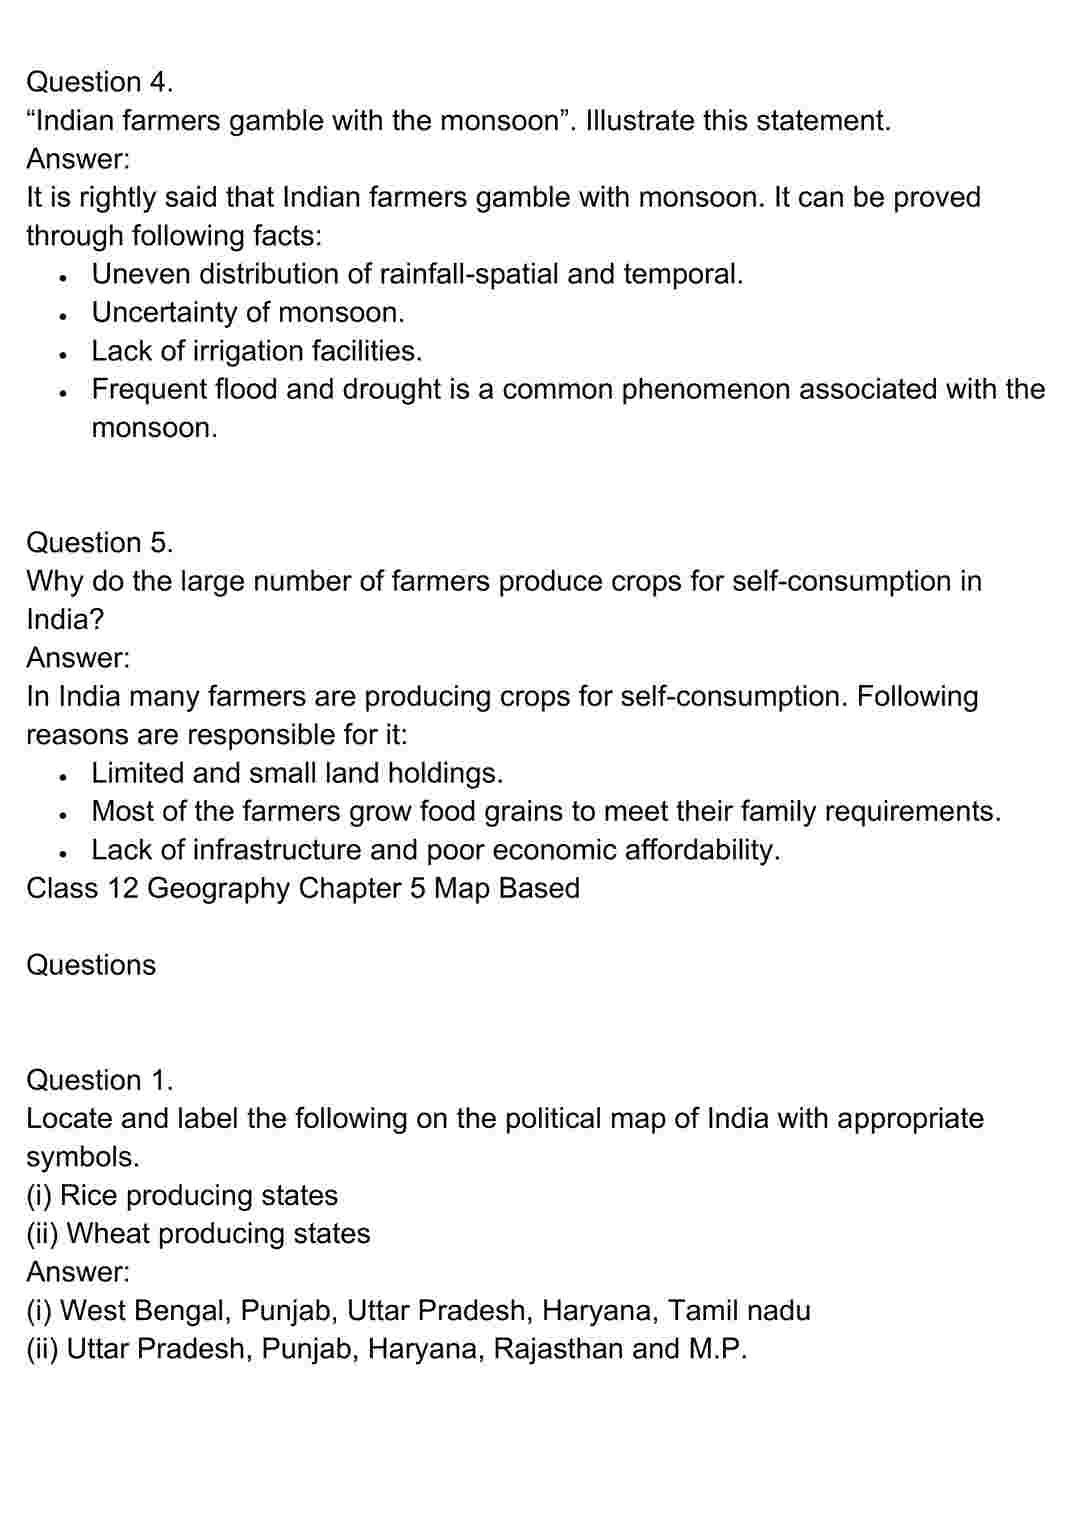 Question 4.
“Indian farmers gamble with the monsoon”. Illustrate this statement.
Answer:
It is rightly said that Indian farmers gamble with monsoon. It can be proved
through following facts:
• Uneven distribution of rainfall-spatial and temporal.
• Uncertainty of monsoon.
• Lack of irrigation facilities.
• Frequent flood and drought is a common phenomenon associated with the
monsoon.
Question 5.
Why do the large number of farmers produce crops for self-consumption in
India?
Answer:
In India many farmers are producing crops for self-consumption. Following
reasons are responsible for it:
• Limited and small land holdings.
• Most of the farmers grow food grains to meet their family requirements.
• Lack of infrastructure and poor economic affordability.
Class 12 Geography Chapter 5 Map Based
Questions
Question 1.
Locate and label the following on the political map of India with appropriate
symbols.
(i) Rice producing states
(ii) Wheat producing states
Answer:
(i) West Bengal, Punjab, Uttar Pradesh, Haryana, Tamil nadu
(ii) Uttar Pradesh, Punjab, Haryana, Rajasthan and M.P.